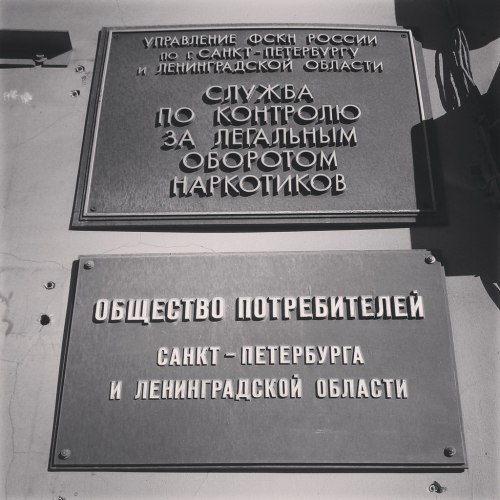 УПРАВЛЕНИЕ ФСКН РОССИИ
ПО Г. САНКТ-ПЕТЕРБУРГУ
И ЛЕНИНГРАДСКОЙ ОБЛАСТИ
СЛУЖБА
ПО КОНТРОЛЮ
ЗА ЛЕГАЛЬНЫМ
ОБОРОТОМ
НАРКОТИКОВ
ОБЩЕСТВО ПОТРЕБИТЕЛЕЙ
САНКТ-ПЕТЕРБУРГА
И ЛЕНИНГРАДСКОЙ ОБЛАСТИ